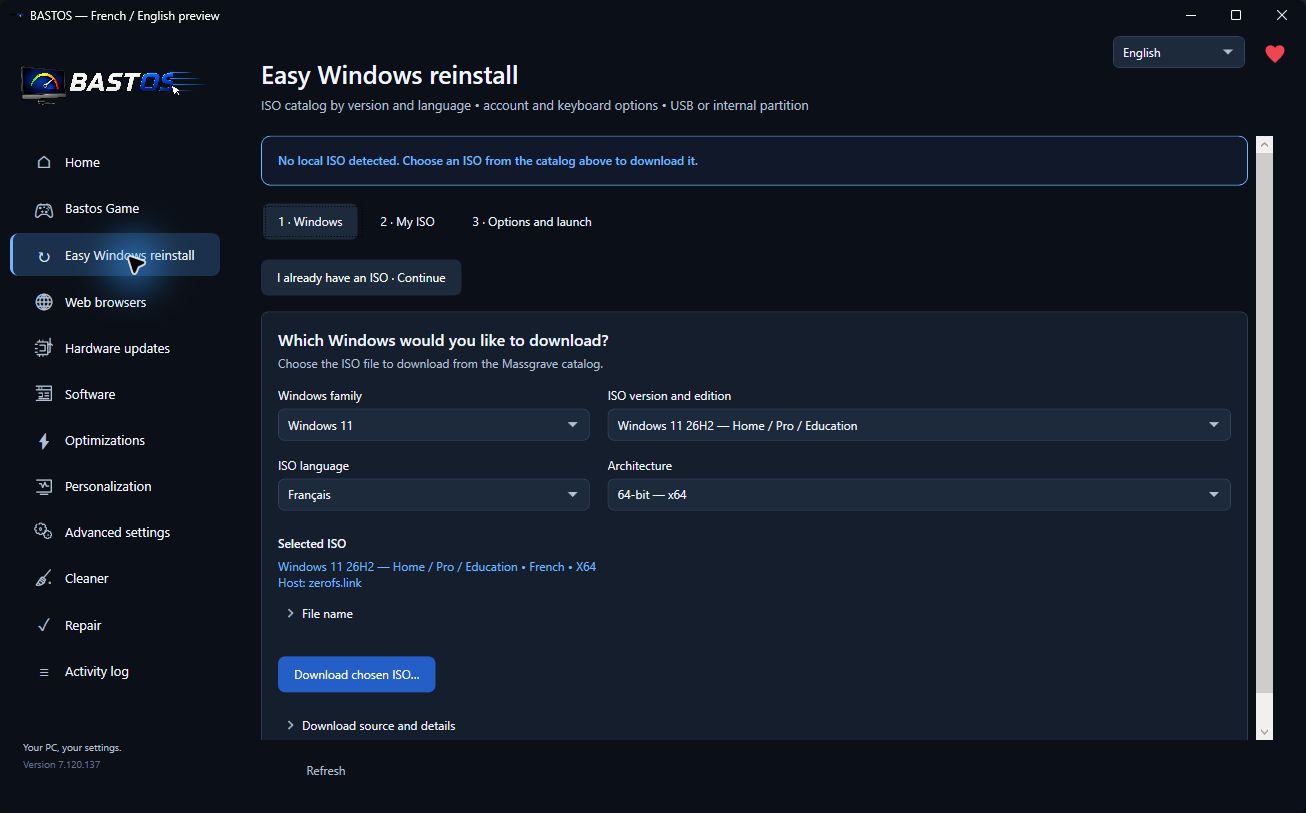 BASTOS — French / English preview
English
BASTOS
Easy Windows reinstall
ISO catalog by version and language • account and keyboard options • USB or internal partition
Home
Bastos Game
Easy Windows reinstall
Web browsers
Hardware updates
Software
Optimizations
Personalization
Advanced settings
Cleaner
Repair
Activity log
Your PC, your settings.
Version 7.120.137
No local ISO detected. Choose an ISO from the catalog above to download it.
1 · Windows
2 · My ISO
3 · Options and launch
I already have an ISO · Continue
Which Windows would you like to download?
Choose the ISO file to download from the Massgrave catalog.
Windows family
ISO version and edition
Windows 11
Windows 11 26H2 — Home / Pro / Education
ISO language
Architecture
Français
64-bit — x64
Selected ISO
Windows 11 26H2 — Home / Pro / Education • French • X64
Host: zerofs.link
File name
Download chosen ISO...
Download source and details
Refresh